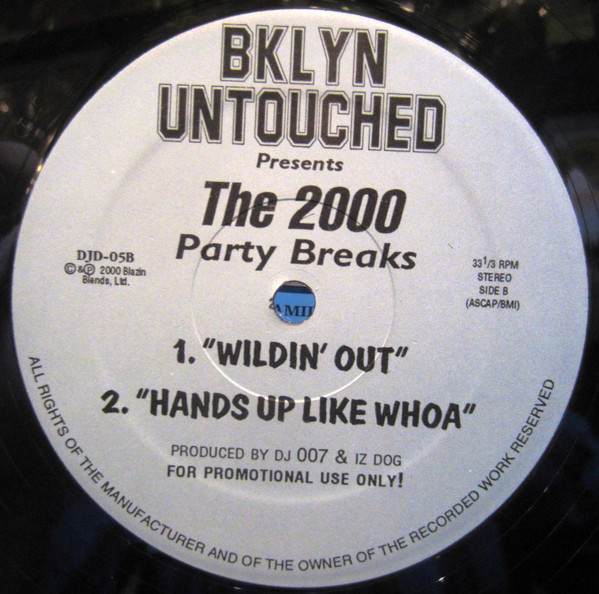 BKLYN
UNTOUCHED
Presents
The 2000
Party Breaks
DJD-05B
©&℗ 2000 Blazin
Blends, Ltd.
33 1/3 RPM
STEREO
SIDE B
(ASCAP/BMI)
1. "WILDIN' OUT"
2. "HANDS UP LIKE WHOA"
PRODUCED BY DJ 007 & IZ DOG
FOR PROMOTIONAL USE ONLY!
ALL RIGHTS OF THE MANUFACTURER AND OF THE OWNER OF THE RECORDED WORK RESERVED